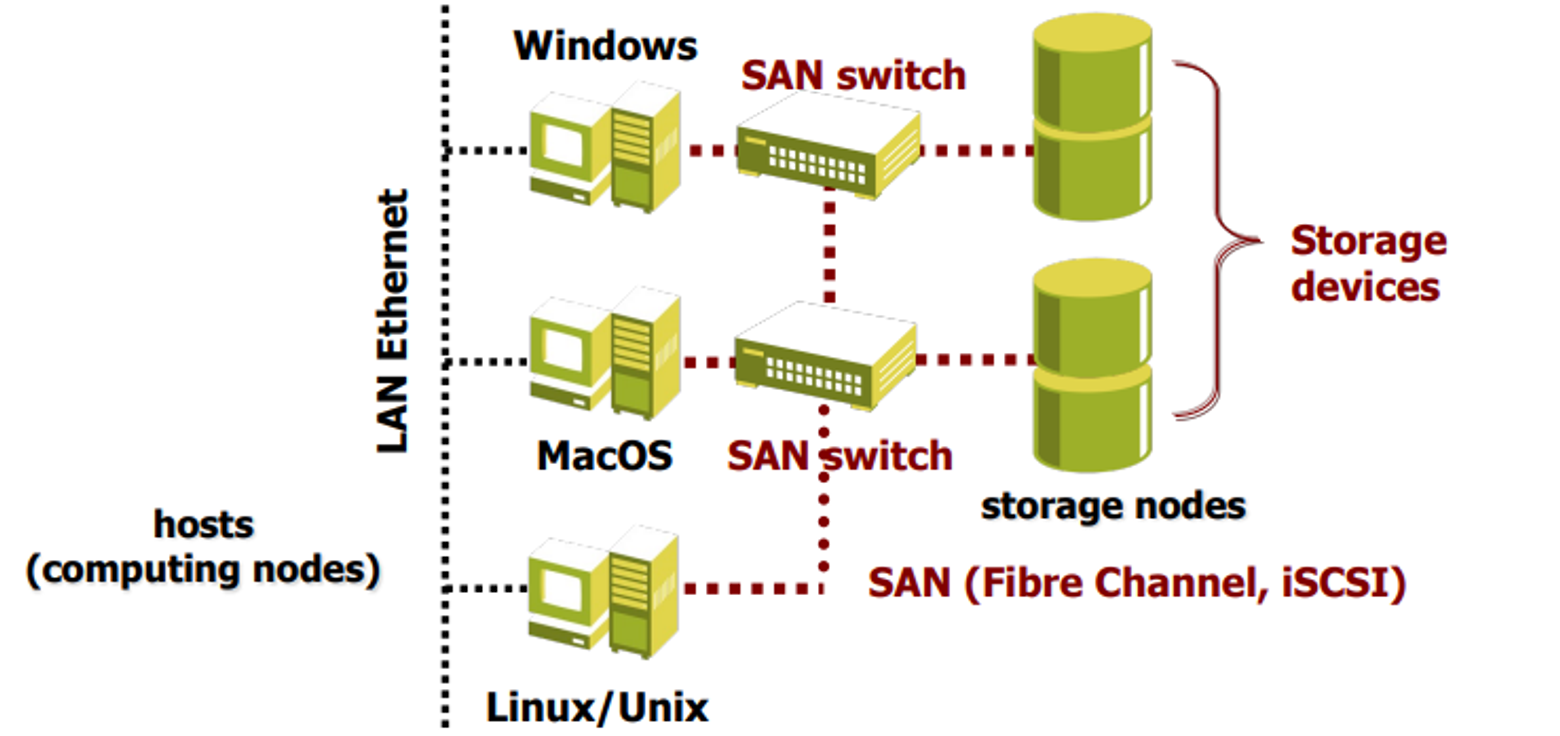 Windows
SAN switch
LAN Ethernet
Storage
devices
MacOS
SAN switch
storage nodes
hosts
(computing nodes)
SAN (Fibre Channel, iSCSI)
Linux/Unix